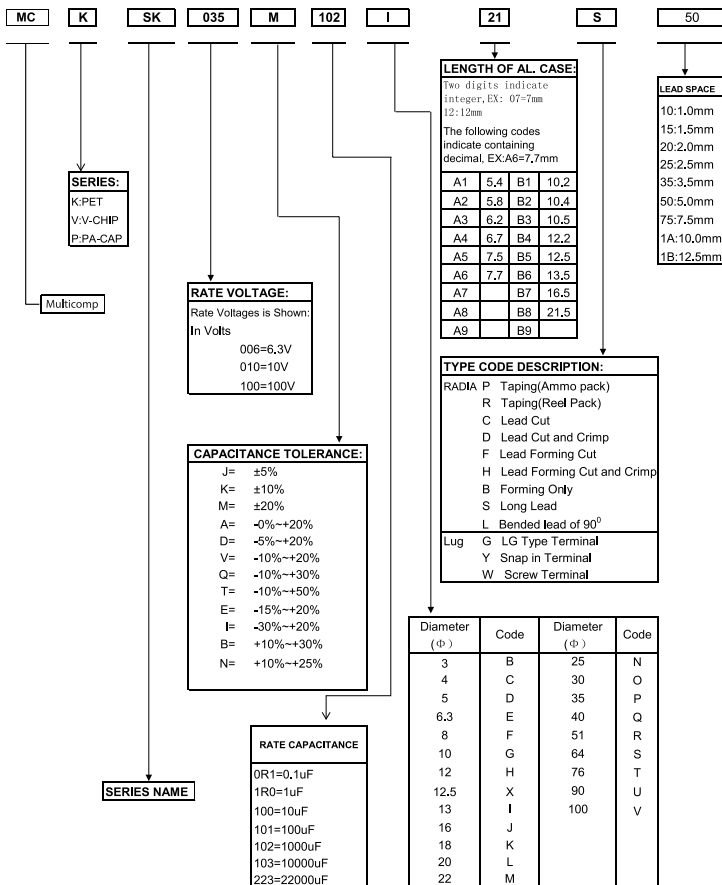 MC K SK 035 M 102 I 21 S 50
LENGTH OF AL. CASE:
Two digits indicate
integer,EX: 07=7mm
12:12mm
The following codes
indicate containing
decimal, EX:A6=7.7mm
A1 5.4 B1 10.2
A2 5.8 B2 10.4
A3 6.2 B3 10.5
A4 6.7 B4 12.2
A5 7.5 B5 12.5
A6 7.7 B6 13.5
A7 B7 16.5
A8 B8 21.5
A9 B9
LEAD SPACE
10:1.0mm
15:1.5mm
20:2.0mm
25:2.5mm
35:3.5mm
50:5.0mm
75:7.5mm
1A:10.0mm
1B:12.5mm
SERIES:
K:PET
V:V-CHIP
P:PA-CAP
Multicomp
RATE VOLTAGE:
Rate Voltages is Shown:
In Volts
006=6.3V
010=10V
100=100V
TYPE CODE DESCRIPTION:
RADIA P Taping(Ammo pack)
R Taping(Reel Pack)
C Lead Cut
D Lead Cut and Crimp
F Lead Forming Cut
H Lead Forming Cut and Crimp
B Forming Only
S Long Lead
L Bended lead of 90⁰
Lug G LG Type Terminal
Y Snap in Terminal
W Screw Terminal
CAPACITANCE TOLERANCE:
J= ±5%
K= ±10%
M= ±20%
A= -0%~+20%
D= -5%~+20%
V= -10%~+20%
Q= -10%~+30%
T= -10%~+50%
E= -15%~+20%
I= -30%~+20%
B= +10%~+30%
N= +10%~+25%
SERIES NAME
RATE CAPACITANCE
0R1=0.1uF
1R0=1uF
100=10uF
101=100uF
102=1000uF
103=10000uF
223=22000uF
Diameter (Φ) Code Diameter (Φ) Code
3 B 25 N
4 C 30 O
5 D 35 P
6.3 E 40 Q
8 F 51 R
10 G 64 S
12 H 76 T
12.5 X 90 U
13 I 100 V
16 J
18 K
20 L
22 M